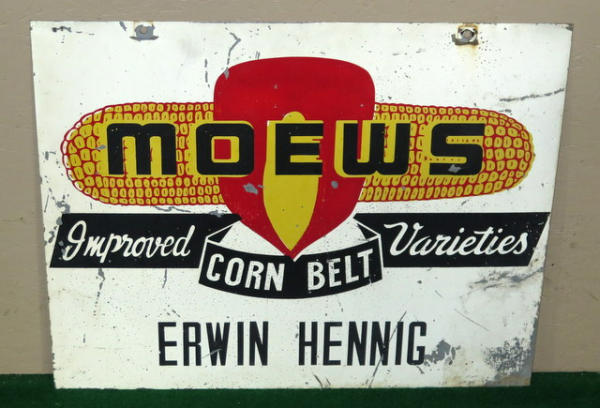 MOEWS
Improved CORN BELT Varieties
ERWIN HENNIG